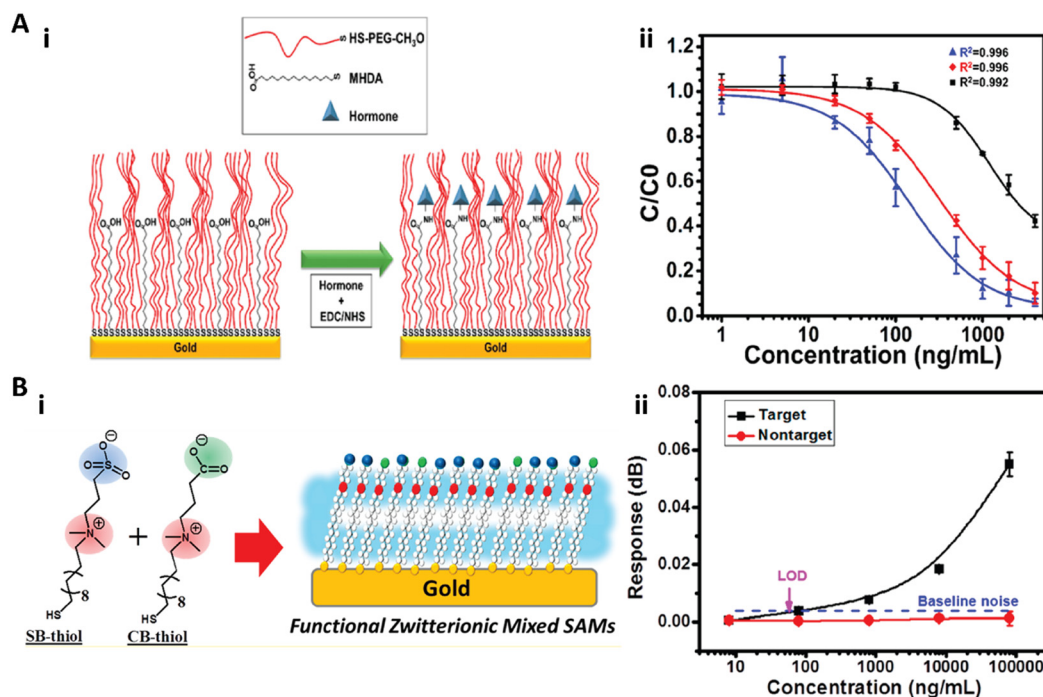 A
i
HS-PEG-CH₃O
MHDA
Hormone
Hormone
+
EDC/NHS
Gold
Gold
ii
R²=0.996
R²=0.996
R²=0.992
1.2
1.0
0.8
0.6
0.4
0.2
0.0
C/C0
1 10 100 1000
Concentration (ng/mL)
B
i
SB-thiol
CB-thiol
Gold
Functional Zwitterionic Mixed SAMs
ii
Target
Nontarget
0.08
0.06
0.04
0.02
0.00
Response (dB)
LOD
Baseline noise
10 100 1000 10000 100000
Concentration (ng/mL)